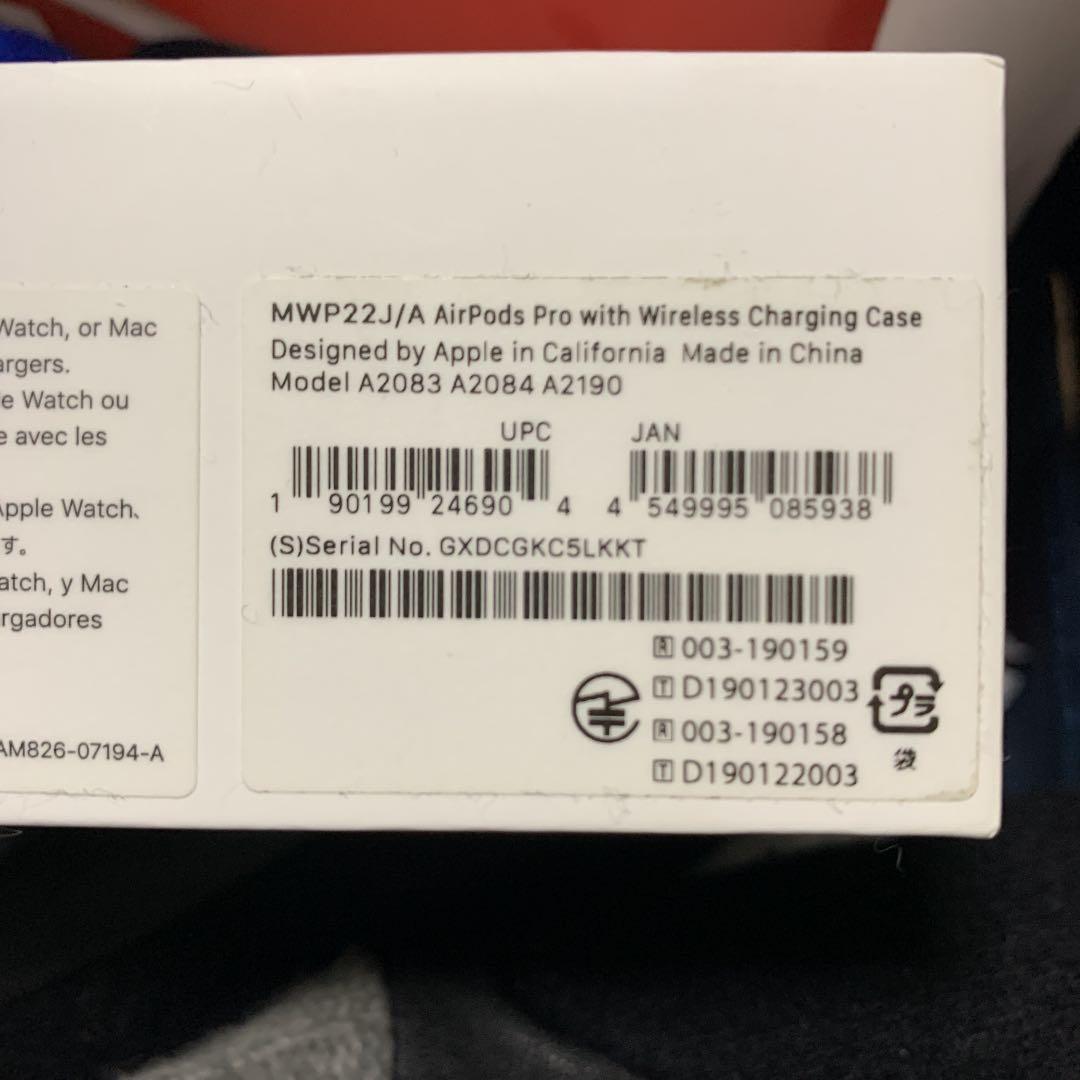 Watch, or Mac
argers.
e Watch ou
e avec les
Apple Watch、
す。
atch, y Mac
rgadores
AM826-07194-A
MWP22J/A AirPods Pro with Wireless Charging Case
Designed by Apple in California Made in China
Model A2083 A2084 A2190
UPC
1 90199 24690 4
JAN
4 549995 085938
(S)Serial No. GXDCGKC5LKKT
R 003-190159
T D190123003
R 003-190158
T D190122003
プラ
袋